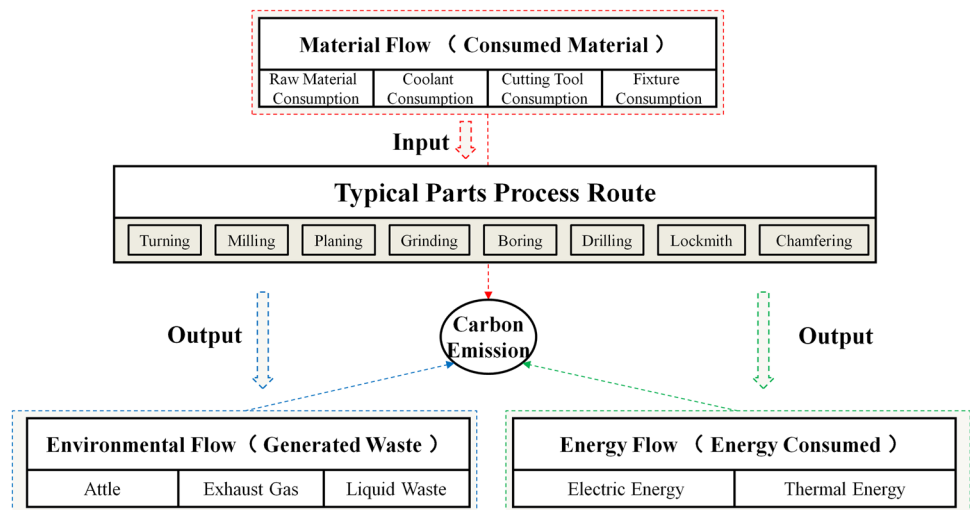 Material Flow （ Consumed Material ）
Raw Material
Consumption
Coolant
Consumption
Cutting Tool
Consumption
Fixture
Consumption
Input
Typical Parts Process Route
Turning
Milling
Planing
Grinding
Boring
Drilling
Lockmith
Chamfering
Output
Carbon
Emission
Output
Environmental Flow（ Generated Waste ）
Attle
Exhaust Gas
Liquid Waste
Energy Flow （ Energy Consumed ）
Electric Energy
Thermal Energy